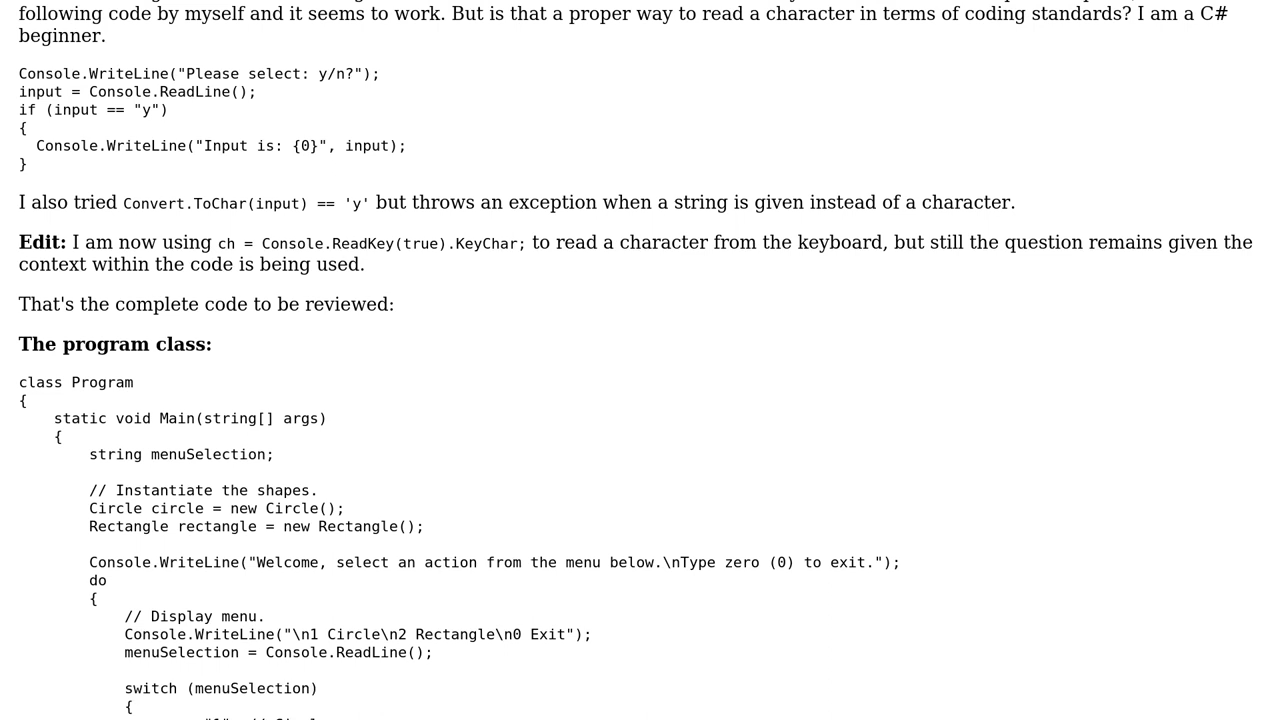 following code by myself and it seems to work. But is that a proper way to read a character in terms of coding standards? I am a C#
beginner.
Console.WriteLine("Please select: y/n?");
input = Console.ReadLine();
if (input == "y")
{
  Console.WriteLine("Input is: {0}", input);
}
I also tried Convert.ToChar(input) == 'y' but throws an exception when a string is given instead of a character.
Edit: I am now using ch = Console.ReadKey(true).KeyChar; to read a character from the keyboard, but still the question remains given the
context within the code is being used.
That's the complete code to be reviewed:
The program class:
class Program
{
    static void Main(string[] args)
    {
        string menuSelection;
        // Instantiate the shapes.
        Circle circle = new Circle();
        Rectangle rectangle = new Rectangle();
        Console.WriteLine("Welcome, select an action from the menu below.\nType zero (0) to exit.");
        do
        {
            // Display menu.
            Console.WriteLine("\n1 Circle\n2 Rectangle\n0 Exit");
            menuSelection = Console.ReadLine();
            switch (menuSelection)
            {